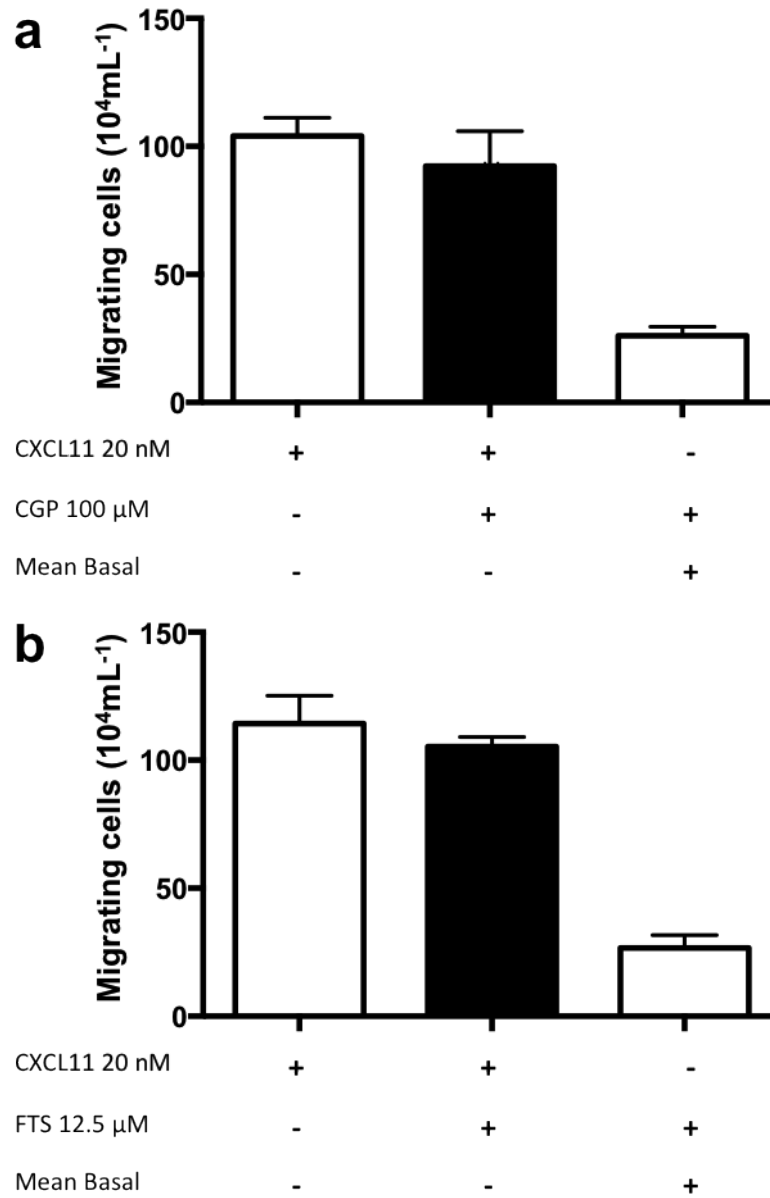 a
Migrating cells (10⁴mL⁻¹)
150
100
50
0
CXCL11 20 nM + + -
CGP 100 µM - + +
Mean Basal - - +
b
Migrating cells (10⁴mL⁻¹)
150
100
50
0
CXCL11 20 nM + + -
FTS 12.5 µM - + +
Mean Basal - - +